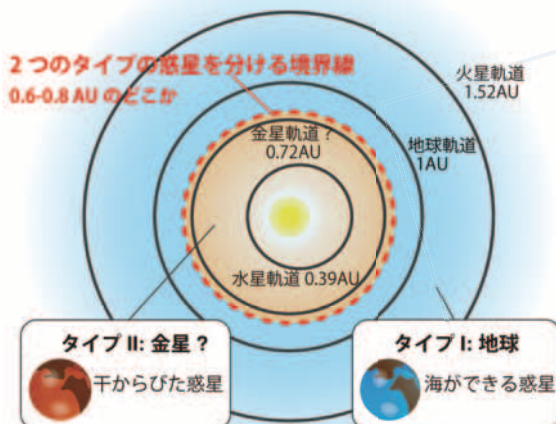 2つのタイプの惑星を分ける境界線
0.6-0.8 AU のどこか
火星軌道
1.52AU
地球軌道
1AU
金星軌道?
0.72AU
水星軌道 0.39AU
タイプ II: 金星?
干からびた惑星
タイプ I: 地球
海ができる惑星